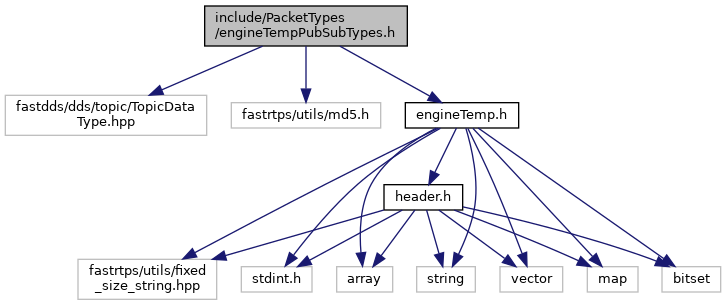 include/PacketTypes
/engineTempPubSubTypes.h
fastdds/dds/topic/TopicData
Type.hpp
fastrtps/utils/md5.h
engineTemp.h
header.h
fastrtps/utils/fixed
_size_string.hpp
stdint.h
array
string
vector
map
bitset